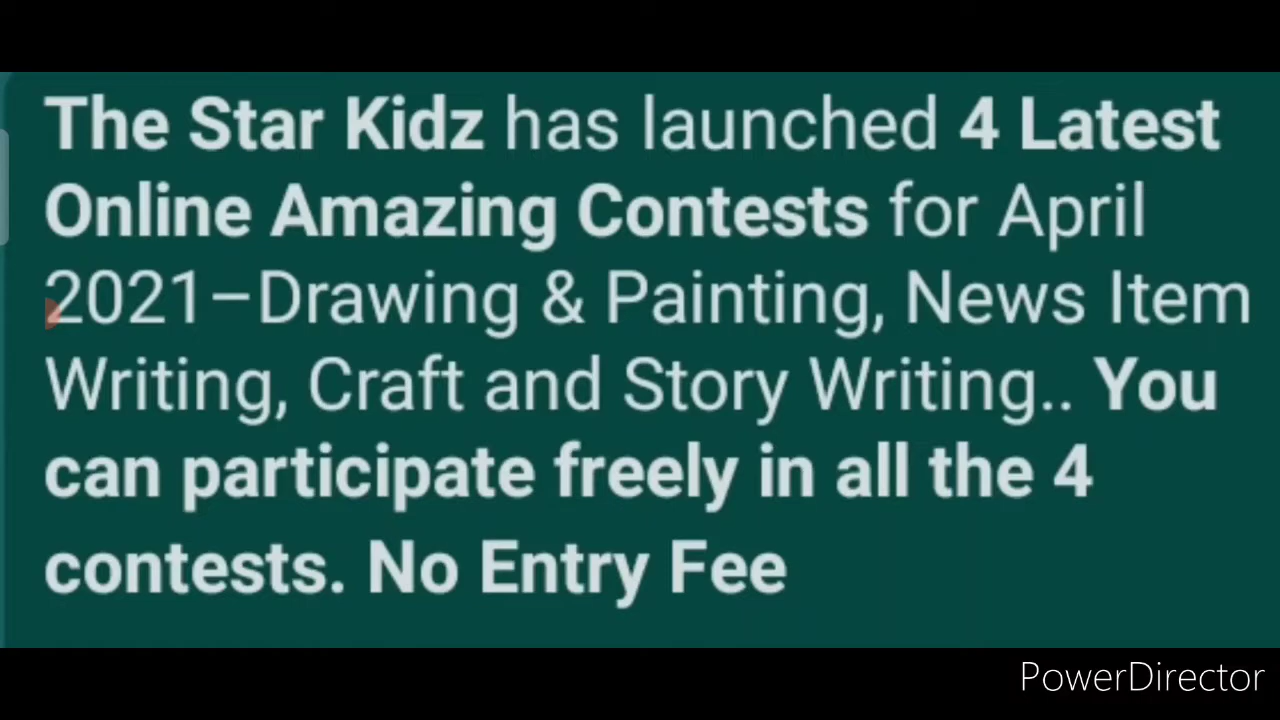 The Star Kidz has launched 4 Latest
Online Amazing Contests for April
2021–Drawing & Painting, News Item
Writing, Craft and Story Writing.. You
can participate freely in all the 4
contests. No Entry Fee
PowerDirector